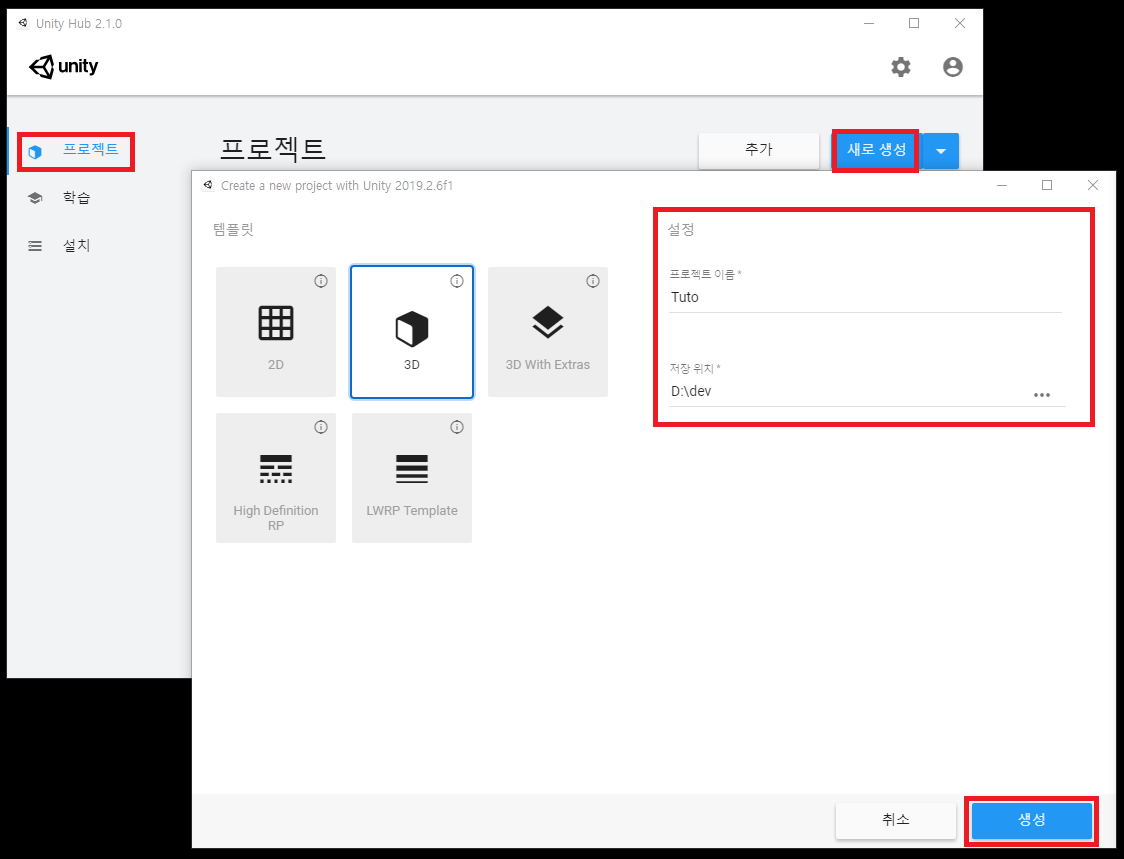 Unity Hub 2.1.0
unity
프로젝트
학습
설치
프로젝트
추가
새로 생성
Create a new project with Unity 2019.2.6f1
템플릿
2D
3D
3D With Extras
High Definition
RP
LWRP Template
설정
프로젝트 이름 *
Tuto
저장 위치 *
D:\dev
취소
생성